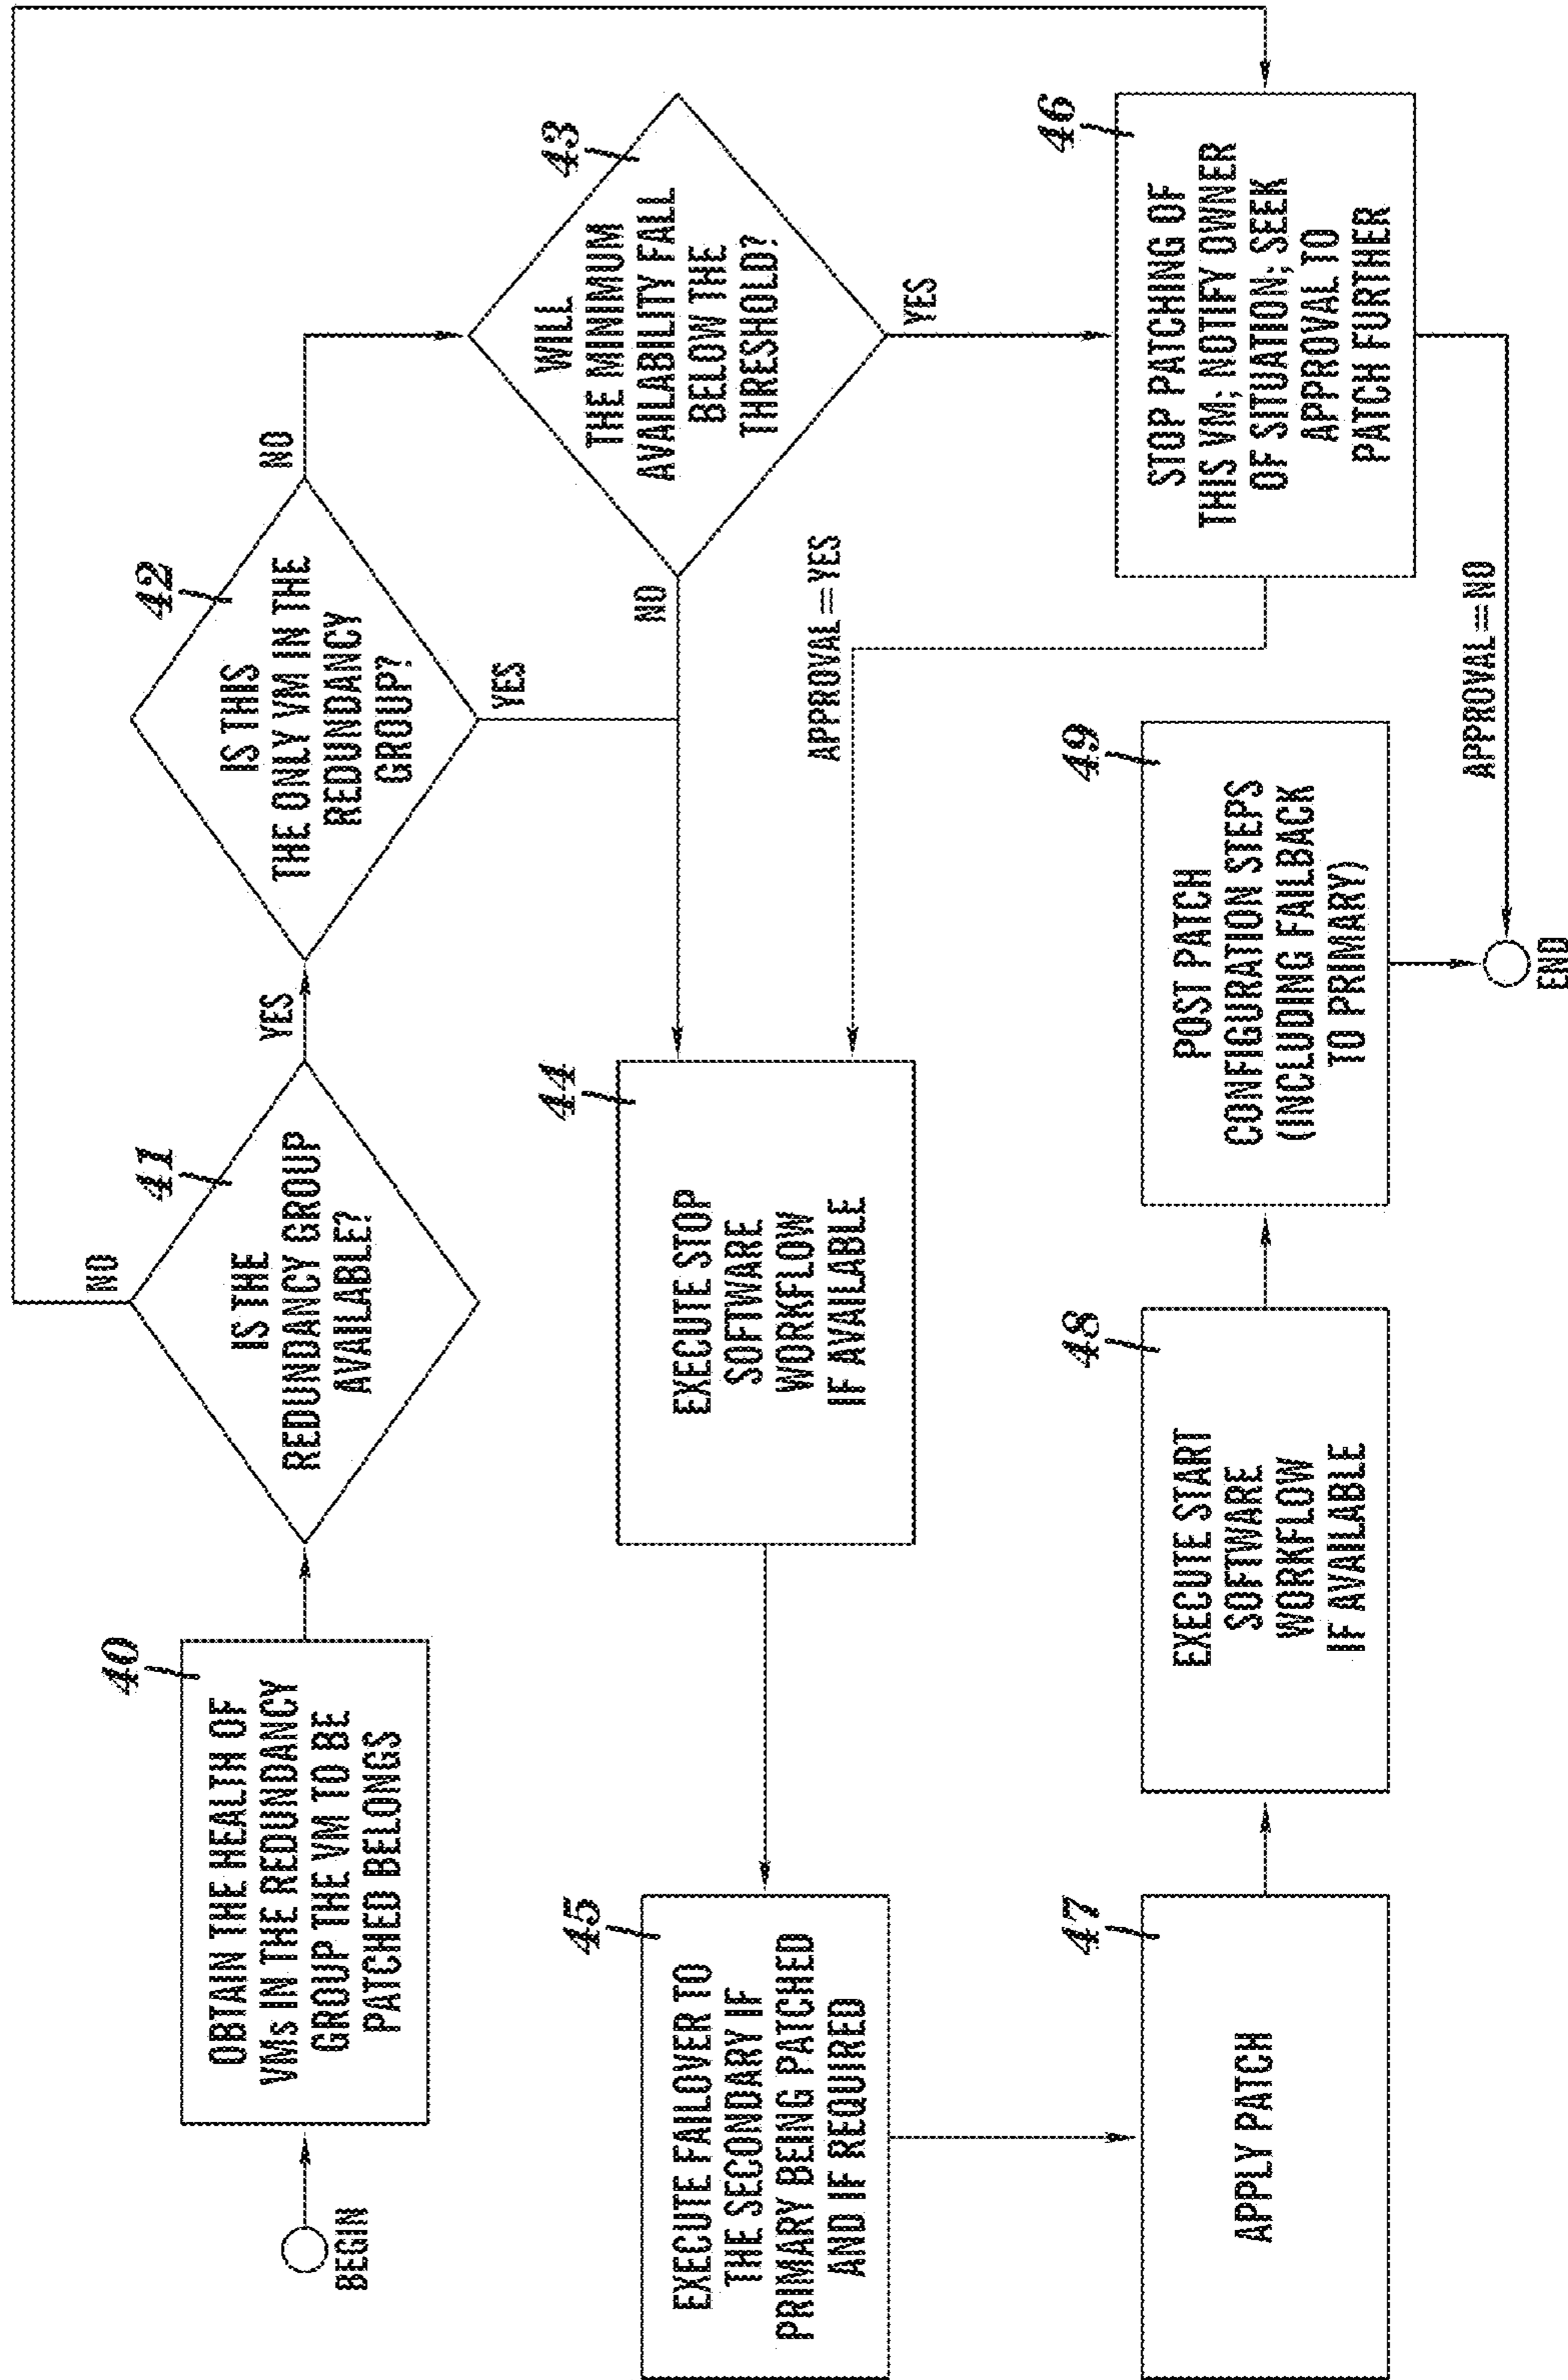 BEGIN
40
OBTAIN THE HEALTH OF
VMs IN THE REDUNDANCY
GROUP THE VM TO BE
PATCHED BELONGS
41
IS THE
REDUNDANCY GROUP
AVAILABLE?
NO
YES
42
IS THIS
THE ONLY VM IN THE
REDUNDANCY
GROUP?
NO
YES
43
WILL
THE MINIMUM
AVAILABILITY FALL
BELOW THE
THRESHOLD?
NO
YES
44
EXECUTE STOP
SOFTWARE
WORKFLOW
IF AVAILABLE
APPROVAL=YES
45
EXECUTE FAILOVER TO
THE SECONDARY IF
PRIMARY BEING PATCHED
AND IF REQUIRED
46
STOP PATCHING OF
THIS VM; NOTIFY OWNER
OF SITUATION; SEEK
APPROVAL TO
PATCH FURTHER
47
APPLY PATCH
48
EXECUTE START
SOFTWARE
WORKFLOW
IF AVAILABLE
49
POST PATCH
CONFIGURATION STEPS
(INCLUDING FAILBACK
TO PRIMARY)
APPROVAL=NO
END